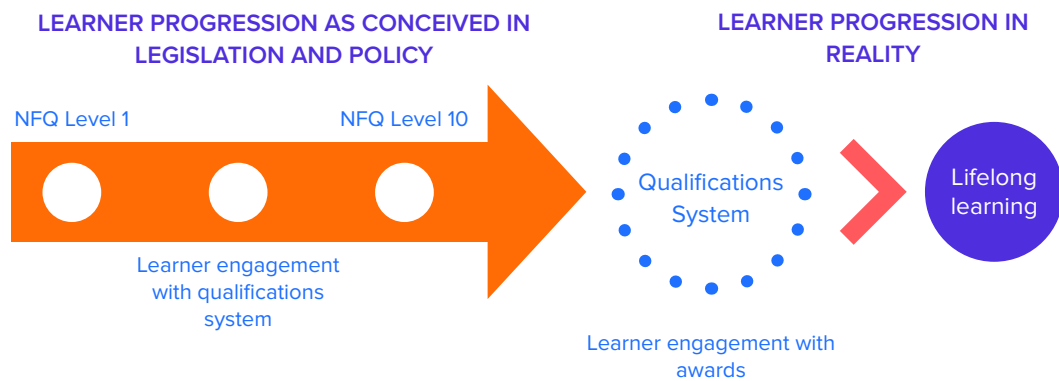 LEARNER PROGRESSION AS CONCEIVED IN
LEGISLATION AND POLICY
LEARNER PROGRESSION IN
REALITY
NFQ Level 1
NFQ Level 10
Learner engagement
with qualifications
system
Qualifications
System
Lifelong
learning
Learner engagement with
awards